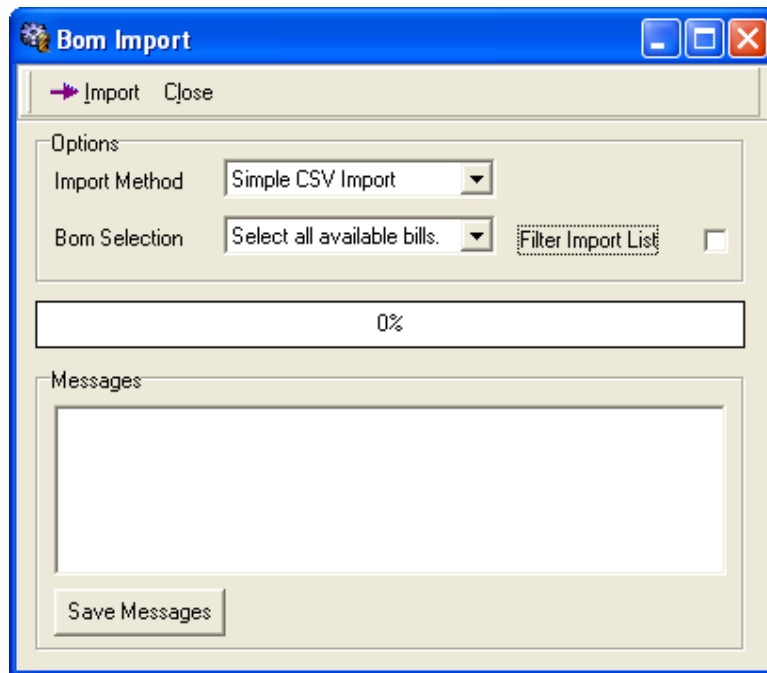 Bom Import
Import Close
Options
Import Method Simple CSV Import
Bom Selection Select all available bills. Filter Import List
0%
Messages
Save Messages